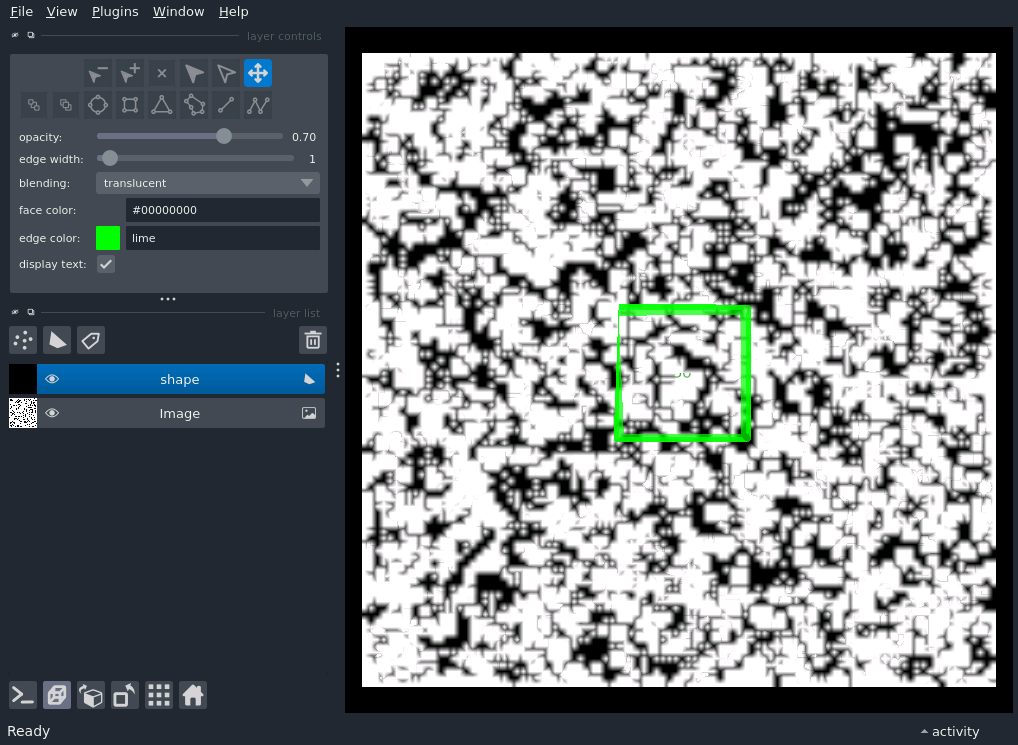 File View Plugins Window Help
layer controls
opacity: 0.70
edge width: 1
blending: translucent
face color: #00000000
edge color: lime
display text:
layer list
shape
Image
Ready
activity